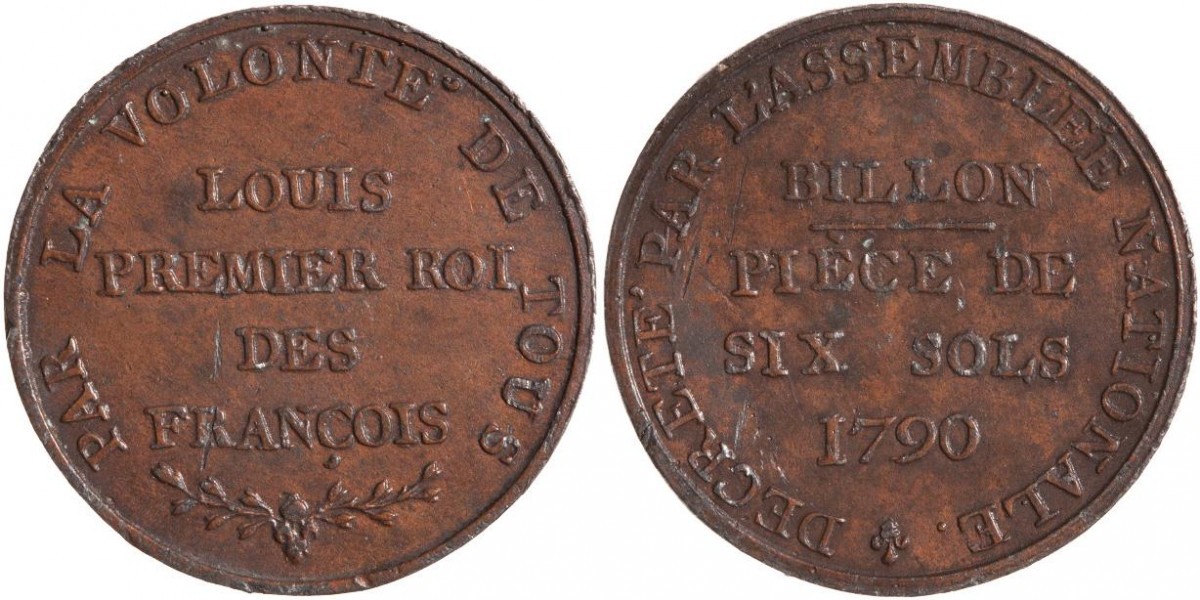 PAR LA VOLONTE' DE TOUS
LOUIS
PREMIER ROI
DES
FRANÇOIS
DECRETE' PAR L'ASSEMBLEE NATIONALE.
BILLON
PIÈCE DE
SIX SOLS
1790